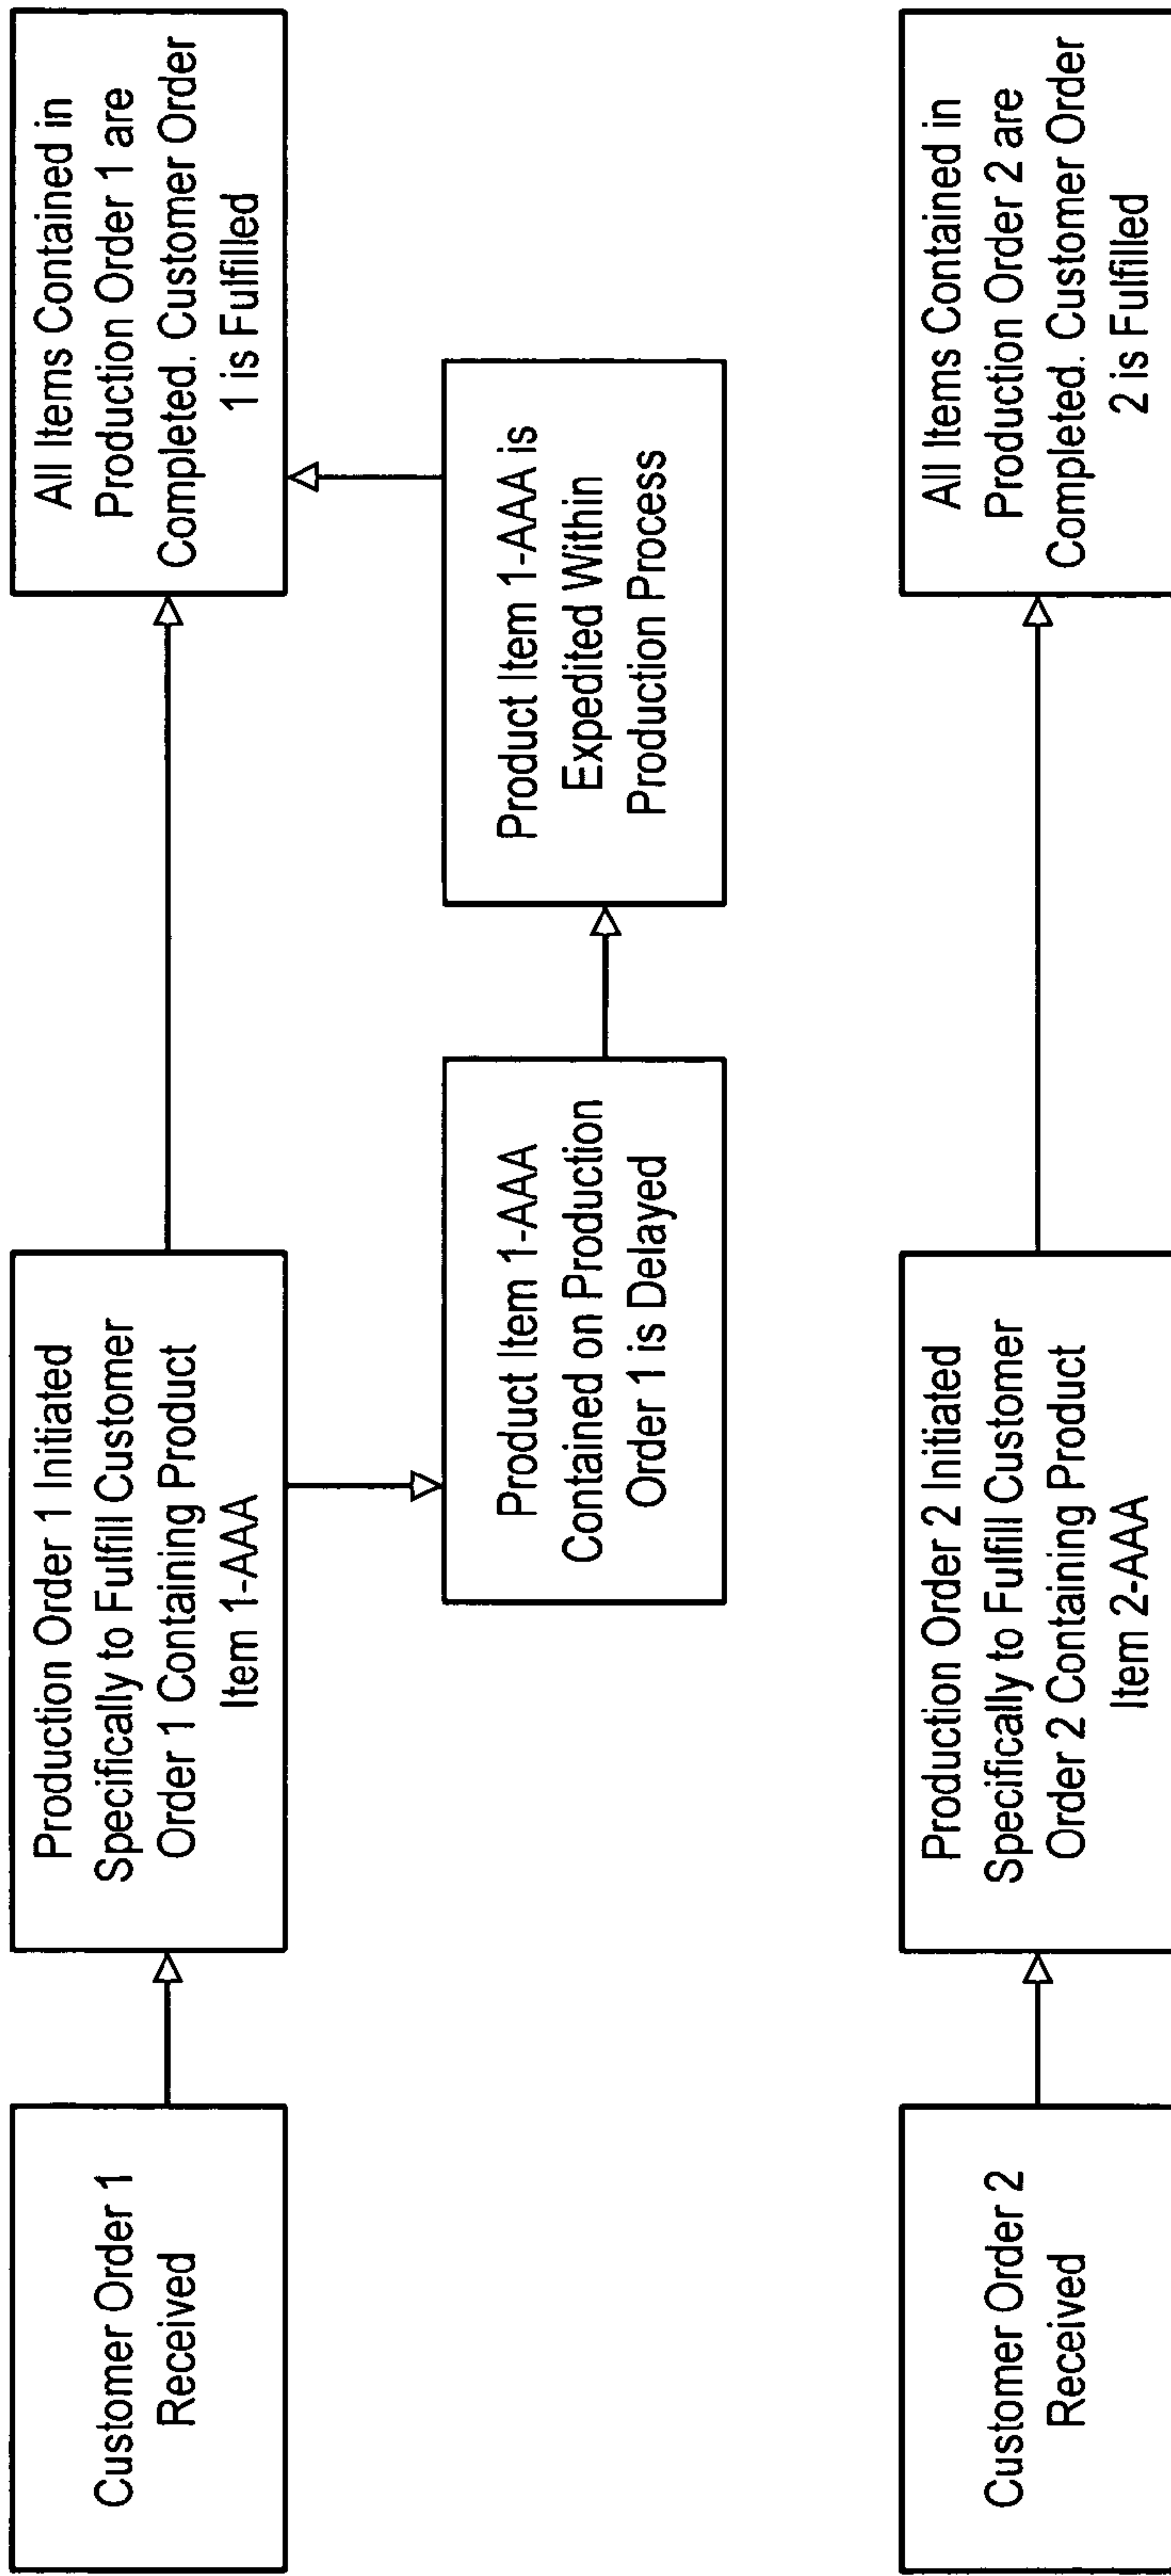 Customer Order 1
Received
Production Order 1 Initiated
Specifically to Fulfill Customer
Order 1 Containing Product
Item 1-AAA
All Items Contained in
Production Order 1 are
Completed. Customer Order
1 is Fulfilled
Product Item 1-AAA
Contained on Production
Order 1 is Delayed
Product Item 1-AAA is
Expedited Within
Production Process
Customer Order 2
Received
Production Order 2 Initiated
Specifically to Fulfill Customer
Order 2 Containing Product
Item 2-AAA
All Items Contained in
Production Order 2 are
Completed. Customer Order
2 is Fulfilled